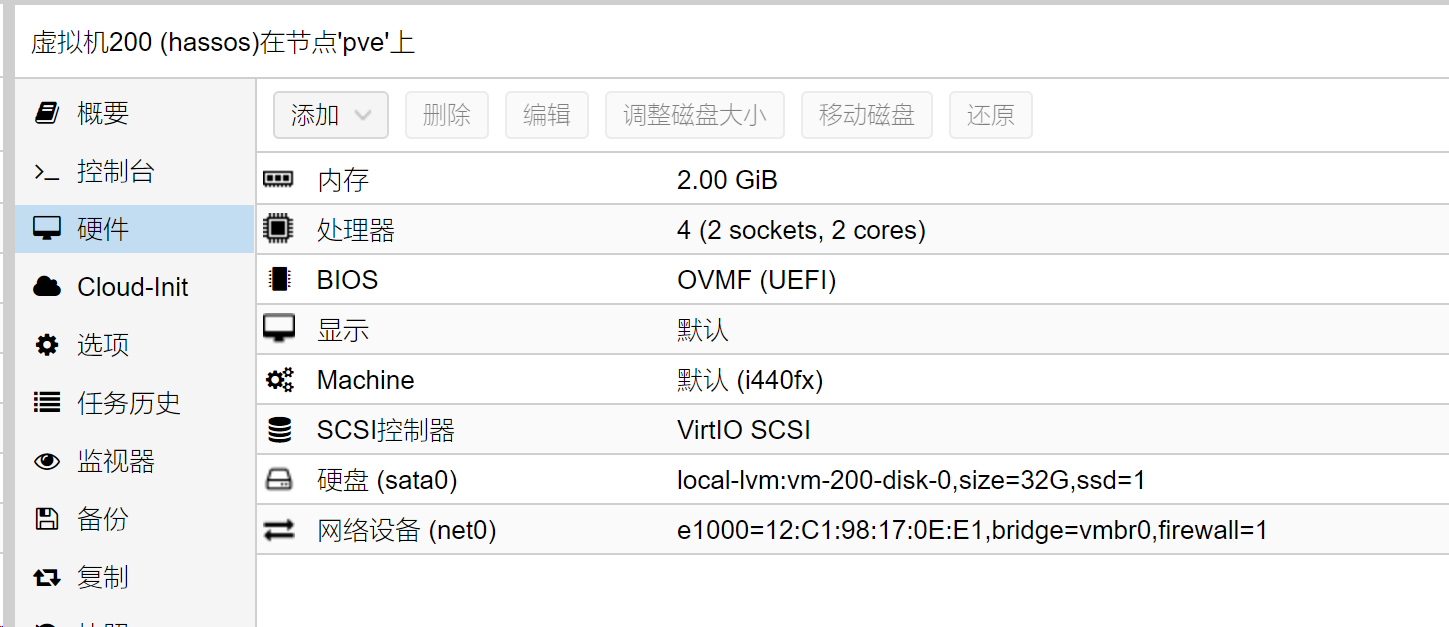 虚拟机200 (hassos)在节点'pve'上
概要
控制台
硬件
Cloud-Init
选项
任务历史
监视器
备份
复制
添加 删除 编辑 调整磁盘大小 移动磁盘 还原
内存 2.00 GiB
处理器 4 (2 sockets, 2 cores)
BIOS OVMF (UEFI)
显示 默认
Machine 默认 (i440fx)
SCSI控制器 VirtIO SCSI
硬盘 (sata0) local-lvm:vm-200-disk-0,size=32G,ssd=1
网络设备 (net0) e1000=12:C1:98:17:0E:E1,bridge=vmbr0,firewall=1